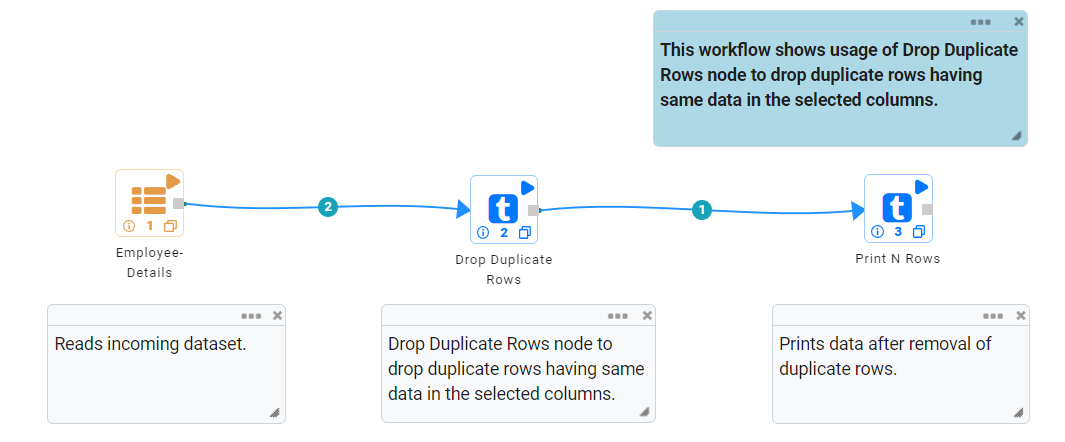 This workflow shows usage of Drop Duplicate
Rows node to drop duplicate rows having
same data in the selected columns.
2
1
1
Employee-
Details
t
2
Drop Duplicate
Rows
t
3
Print N Rows
Reads incoming dataset.
Drop Duplicate Rows node to
drop duplicate rows having same
data in the selected columns.
Prints data after removal of
duplicate rows.